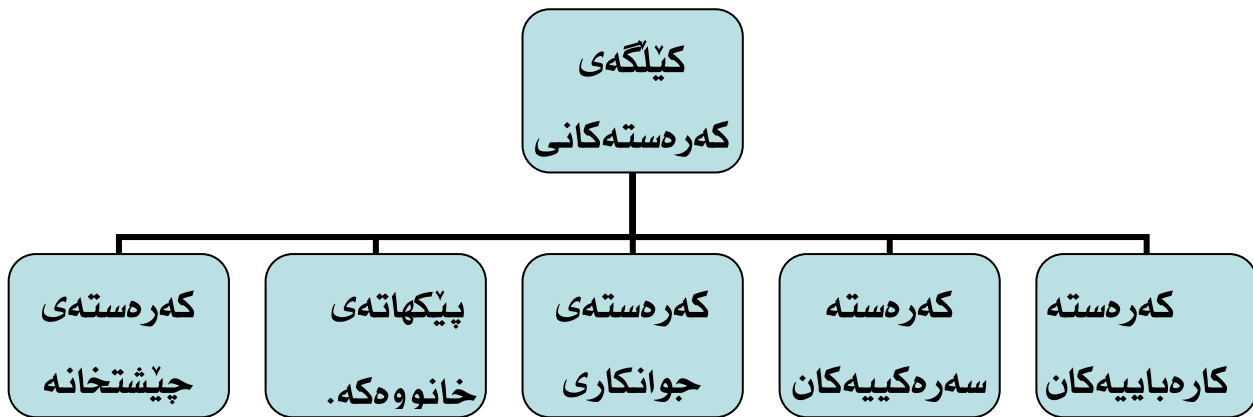 کێڵگەی
کەرەستەکانی
کەرەستە
کارەباییەکان
کەرەستە
سەرەکییەکان
کەرەستەی
جوانکاری
پێکهاتەی
خانووەکە.
کەرەستەی
چێشتخانە